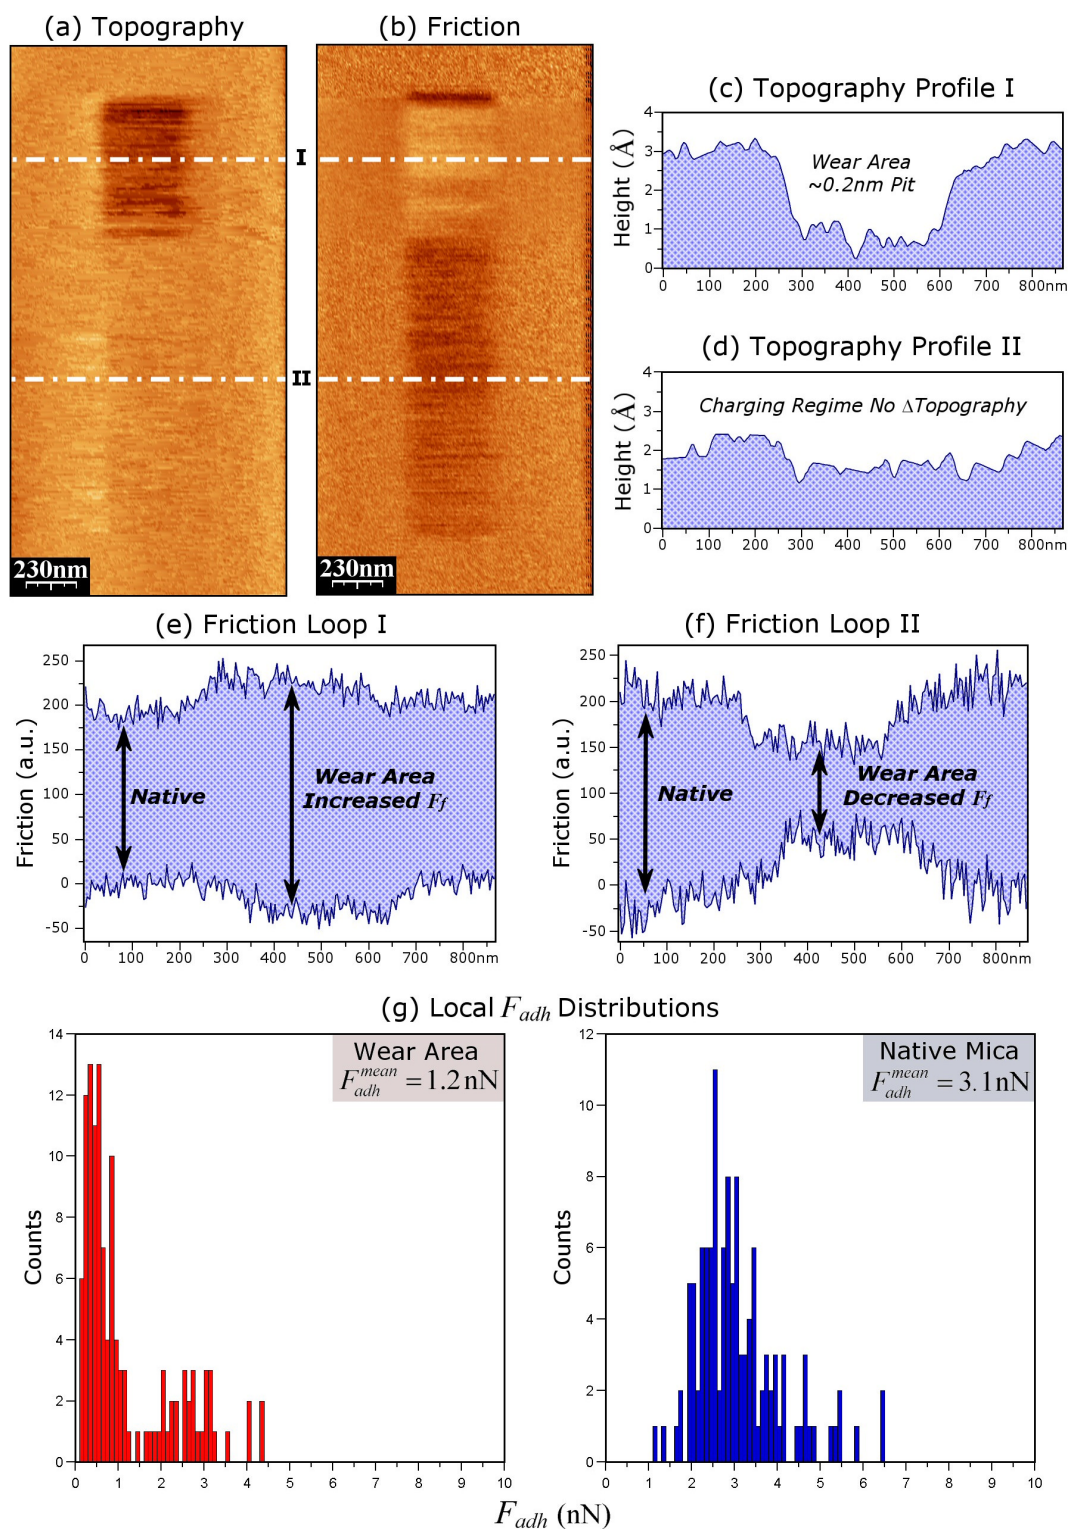 (a) Topography
(b) Friction
I
II
230nm
230nm
(c) Topography Profile I
Height (Å)
4
3
2
1
0
Wear Area
~0.2nm Pit
0 100 200 300 400 500 600 700 800nm
(d) Topography Profile II
Height (Å)
4
3
2
1
0
Charging Regime No ΔTopography
0 100 200 300 400 500 600 700 800nm
(e) Friction Loop I
Friction (a.u.)
250
200
150
100
50
0
-50
Native
Wear Area
Increased Ff
0 100 200 300 400 500 600 700 800nm
(f) Friction Loop II
Friction (a.u.)
250
200
150
100
50
0
-50
Native
Wear Area
Decreased Ff
0 100 200 300 400 500 600 700 800nm
(g) Local Fadh Distributions
Counts
14
12
10
8
6
4
2
0
Wear Area
F_adh^mean = 1.2 nN
0 1 2 3 4 5 6 7 8 9 10
Counts
12
10
8
6
4
2
0
Native Mica
F_adh^mean = 3.1nN
0 1 2 3 4 5 6 7 8 9 10
Fadh (nN)